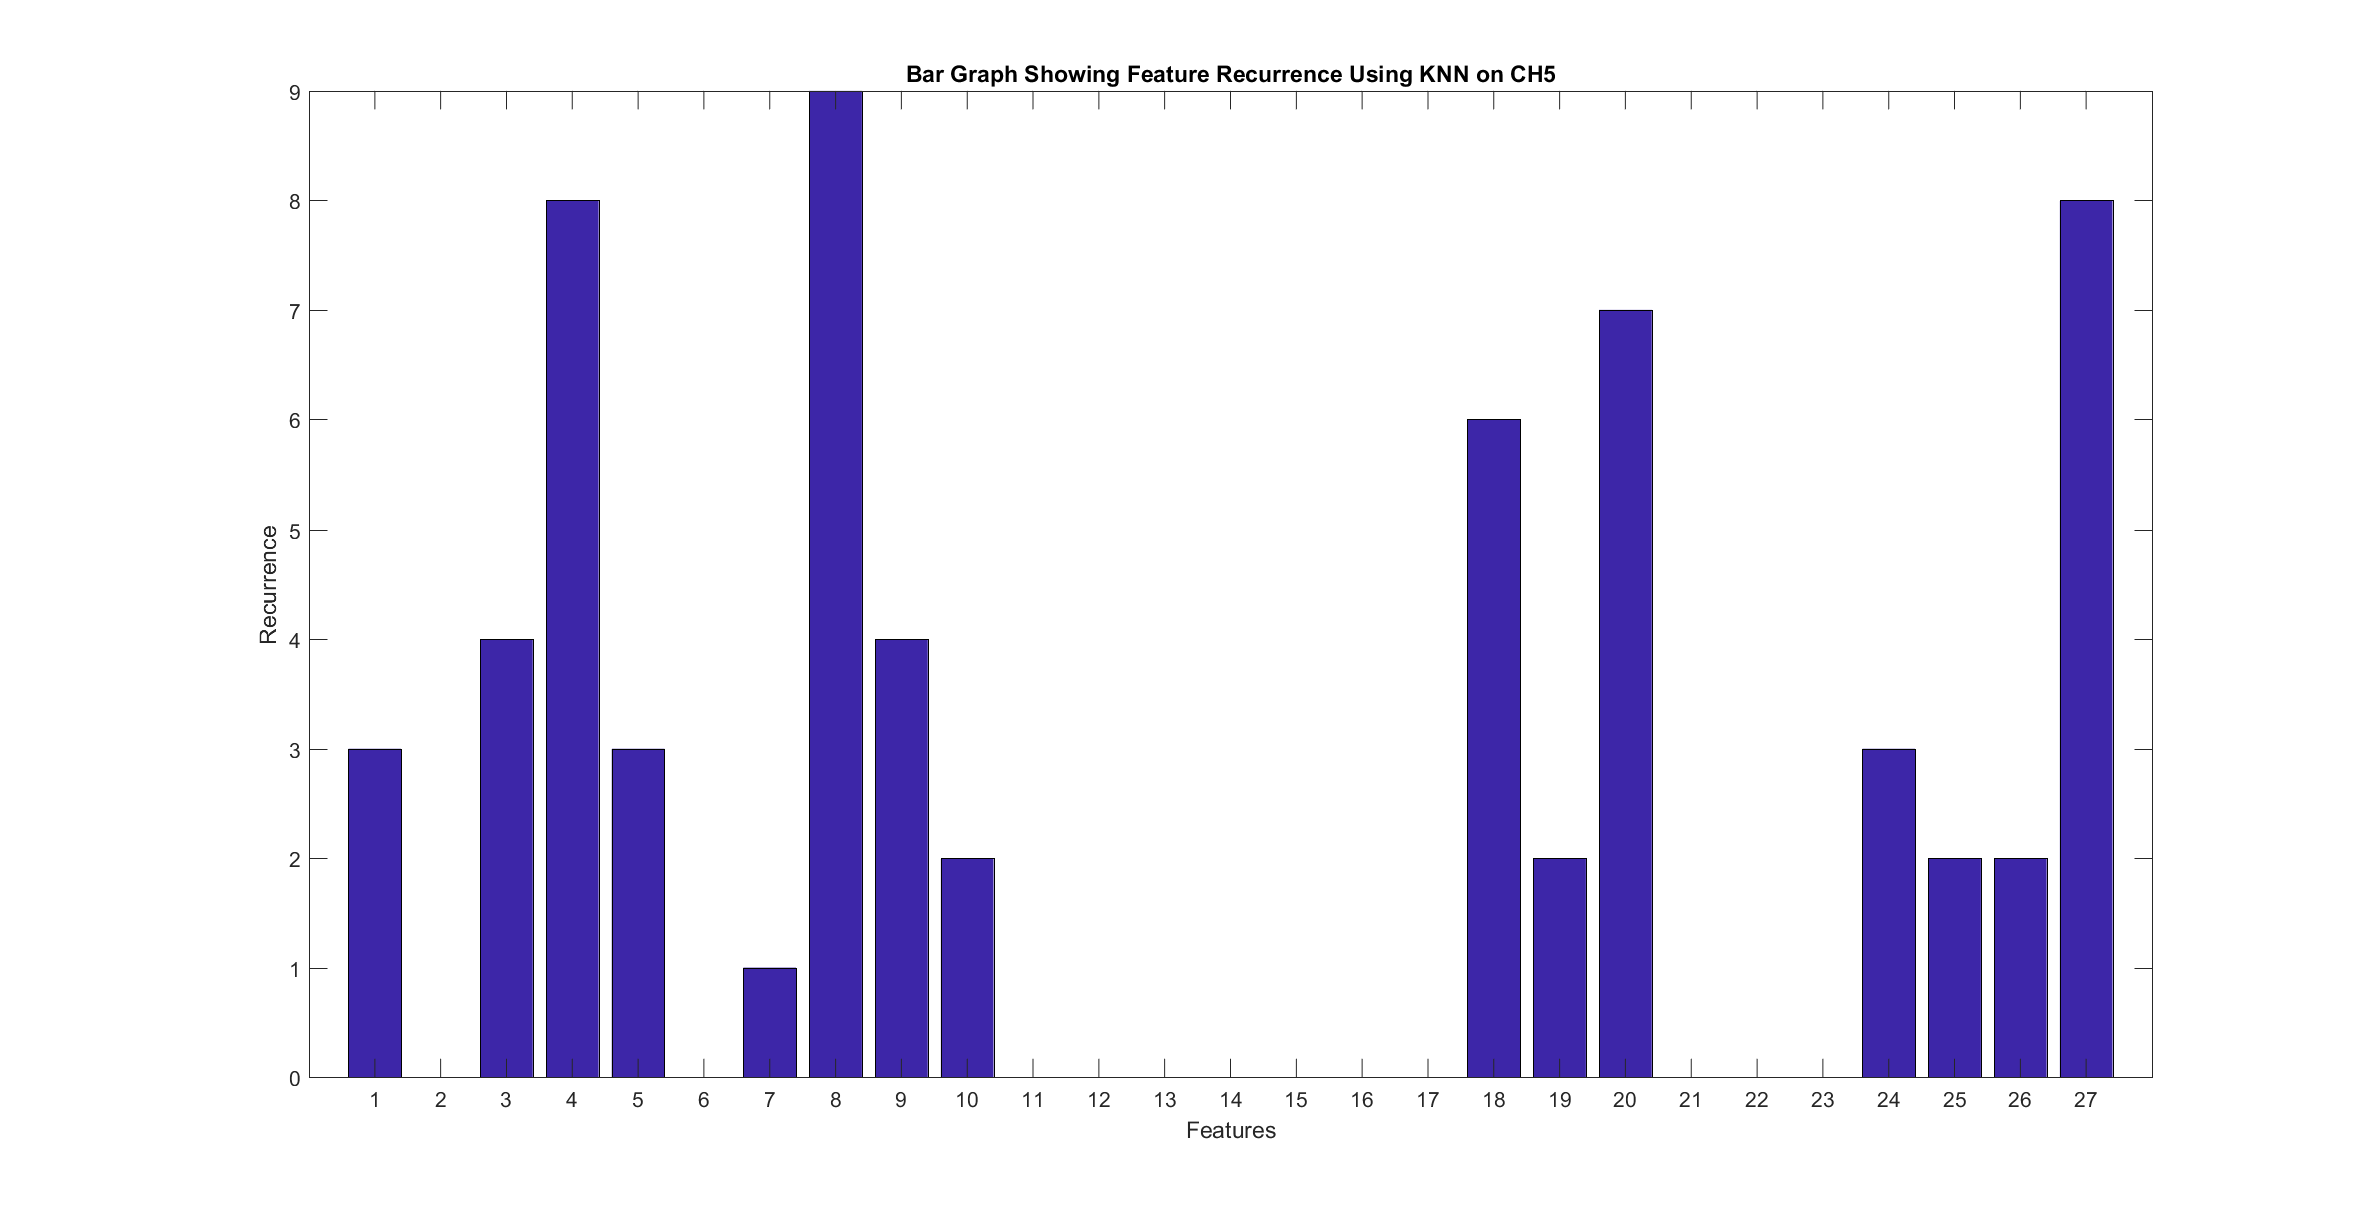 Bar Graph Showing Feature Recurrence Using KNN on CH5
9
8
7
6
5
4
3
2
1
0
Recurrence
1 2 3 4 5 6 7 8 9 10 11 12 13 14 15 16 17 18 19 20 21 22 23 24 25 26 27
Features